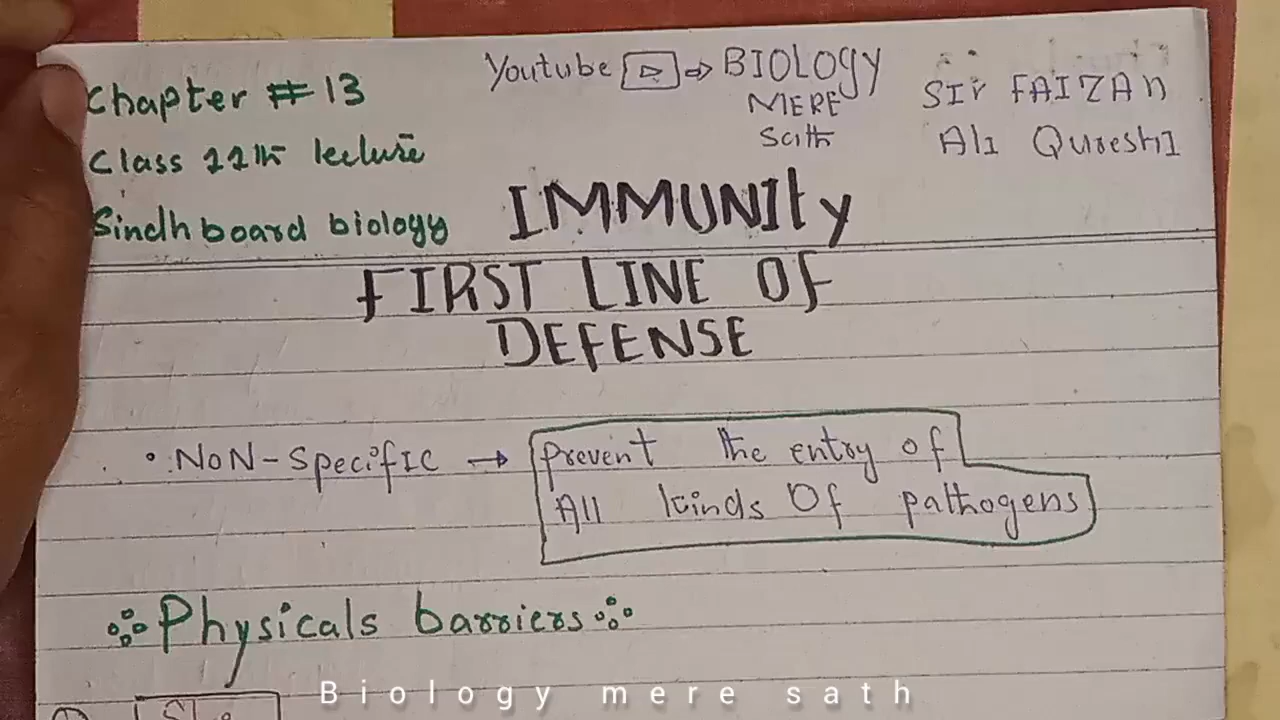 Chapter # 13
Class 11th lecture
Sindh board biology
Youtube → BIOLOGY
MERE
Sath
SIr FAIZAN
Ali Qureshi
IMMUNIty
FIRST LINE OF
DEFENSE
• NoN-SpecifIc → prevent the entry of
All kinds Of pathogens
Physicals barriers
Biology mere sath